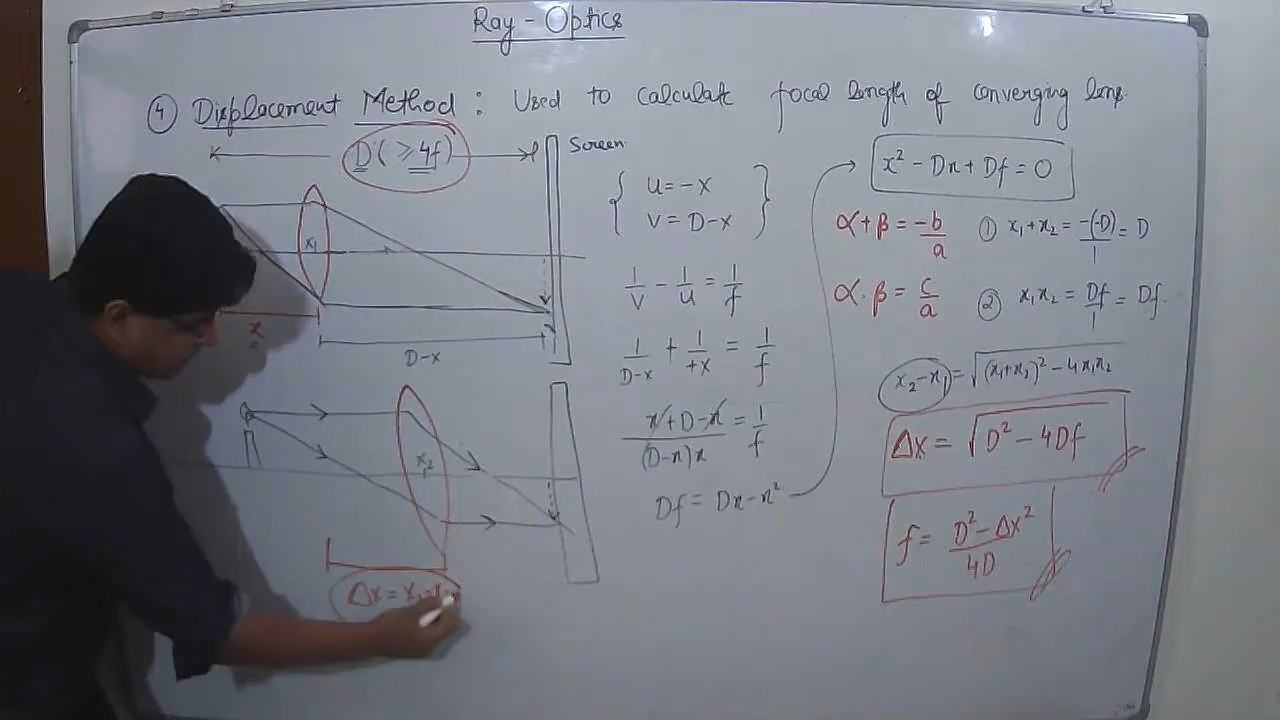 Ray - Optics
④ Displacement Method : Used to calculate focal length of converging lens.
D (≥4f)
Screen
x₁
x
D-x
x₂
Δx = x₂-x₁
u = -x
v = D-x
1/v - 1/u = 1/f
1/(D-x) + 1/+x = 1/f
(x+D-x)/((D-x)x) = 1/f
Df = Dx-x²
x² - Dx + Df = 0
α+β = -b/a
① x₁+x₂ = -(-D)/1 = D
α.β = c/a
② x₁x₂ = Df/1 = Df.
x₂-x₁ = √((x₁+x₂)² - 4x₁x₂)
Δx = √(D² - 4Df)
f = (D² - Δx²)/4D